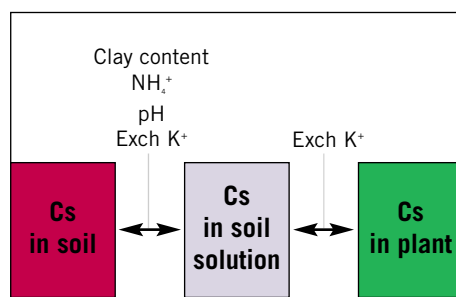 Clay content
NH₄⁺
pH
Exch K⁺
Exch K⁺
Cs
in soil
Cs
in soil
solution
Cs
in plant